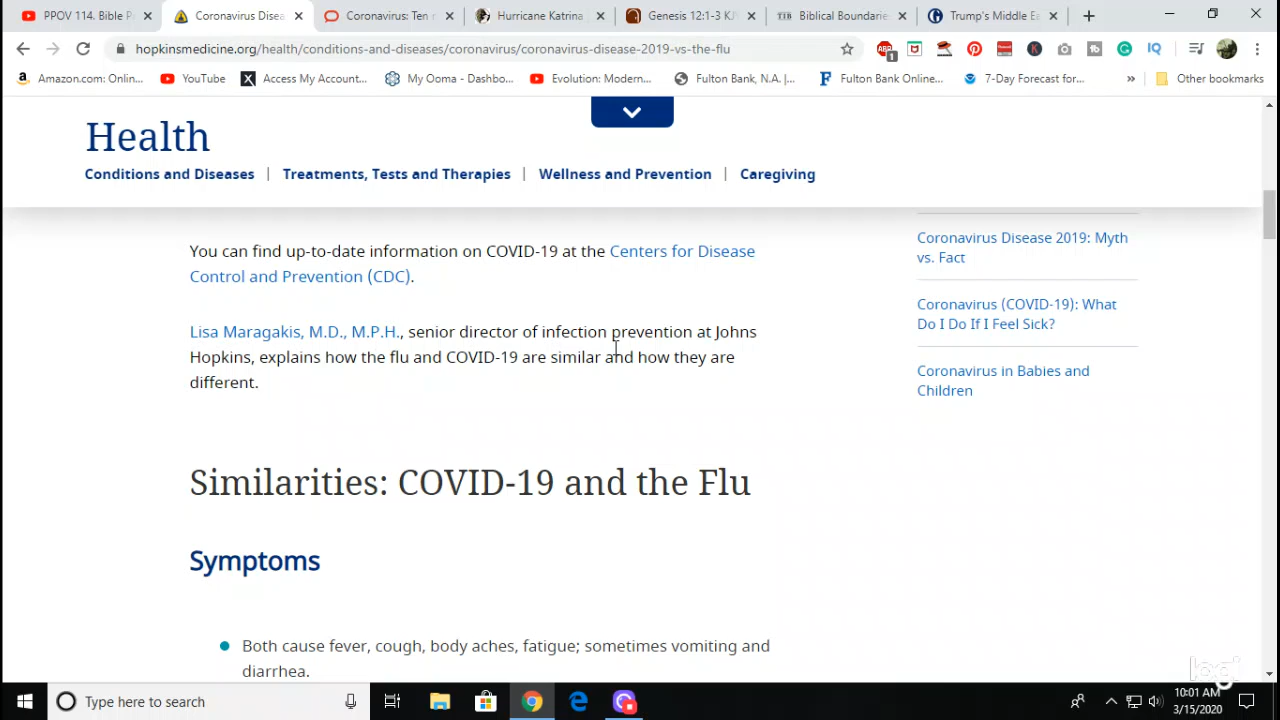 PPOV 114. Bible P
Coronavirus Disea
Coronavirus: Ten r
Hurricane Katrina
Genesis 12:1-3 KJ
TIB Biblical Boundarie
Trump's Middle Ea
hopkinsmedicine.org/health/conditions-and-diseases/coronavirus/coronavirus-disease-2019-vs-the-flu
ABP 1 K IQ
Amazon.com: Onlin...
YouTube
X Access My Account...
My Ooma - Dashbo...
Evolution: Modern...
Fulton Bank, N.A. |...
F Fulton Bank Online...
7-Day Forecast for...
»
Other bookmarks
Health
Conditions and Diseases | Treatments, Tests and Therapies | Wellness and Prevention | Caregiving
You can find up-to-date information on COVID-19 at the Centers for Disease
Control and Prevention (CDC).
Lisa Maragakis, M.D., M.P.H., senior director of infection prevention at Johns
Hopkins, explains how the flu and COVID-19 are similar and how they are
different.
Similarities: COVID-19 and the Flu
Symptoms
Both cause fever, cough, body aches, fatigue; sometimes vomiting and
diarrhea.
Coronavirus Disease 2019: Myth
vs. Fact
Coronavirus (COVID-19): What
Do I Do If I Feel Sick?
Coronavirus in Babies and
Children
Type here to search
10:01 AM
3/15/2020